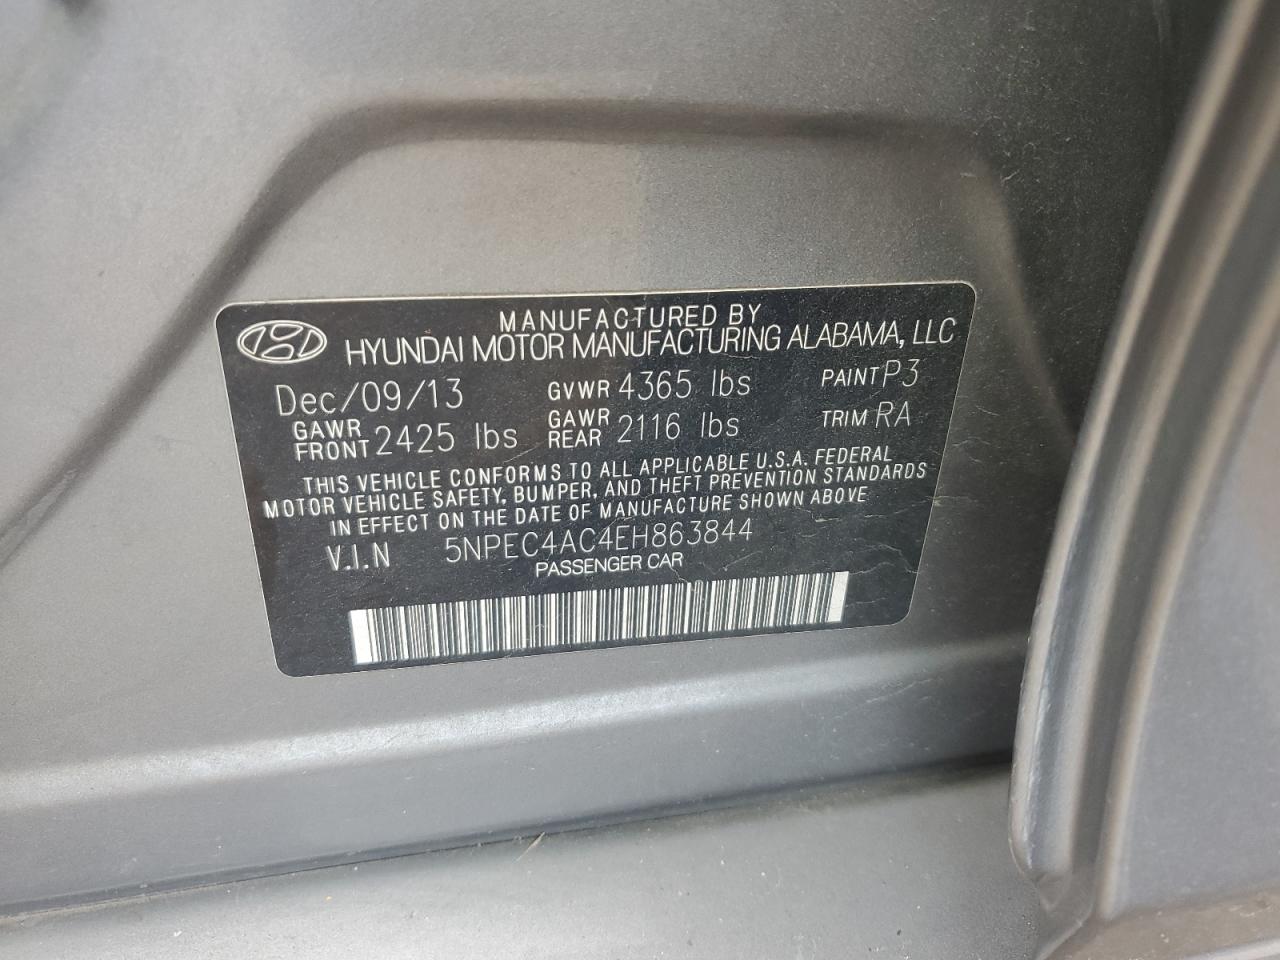 MANUFACTURED BY
HYUNDAI MOTOR MANUFACTURING ALABAMA, LLC
Dec/09/13 GVWR 4365 lbs PAINT P3
GAWR FRONT 2425 lbs GAWR REAR 2116 lbs TRIM RA
THIS VEHICLE CONFORMS TO ALL APPLICABLE U.S.A. FEDERAL
MOTOR VEHICLE SAFETY, BUMPER, AND THEFT PREVENTION STANDARDS
IN EFFECT ON THE DATE OF MANUFACTURE SHOWN ABOVE
V.I.N 5NPEC4AC4EH863844
PASSENGER CAR